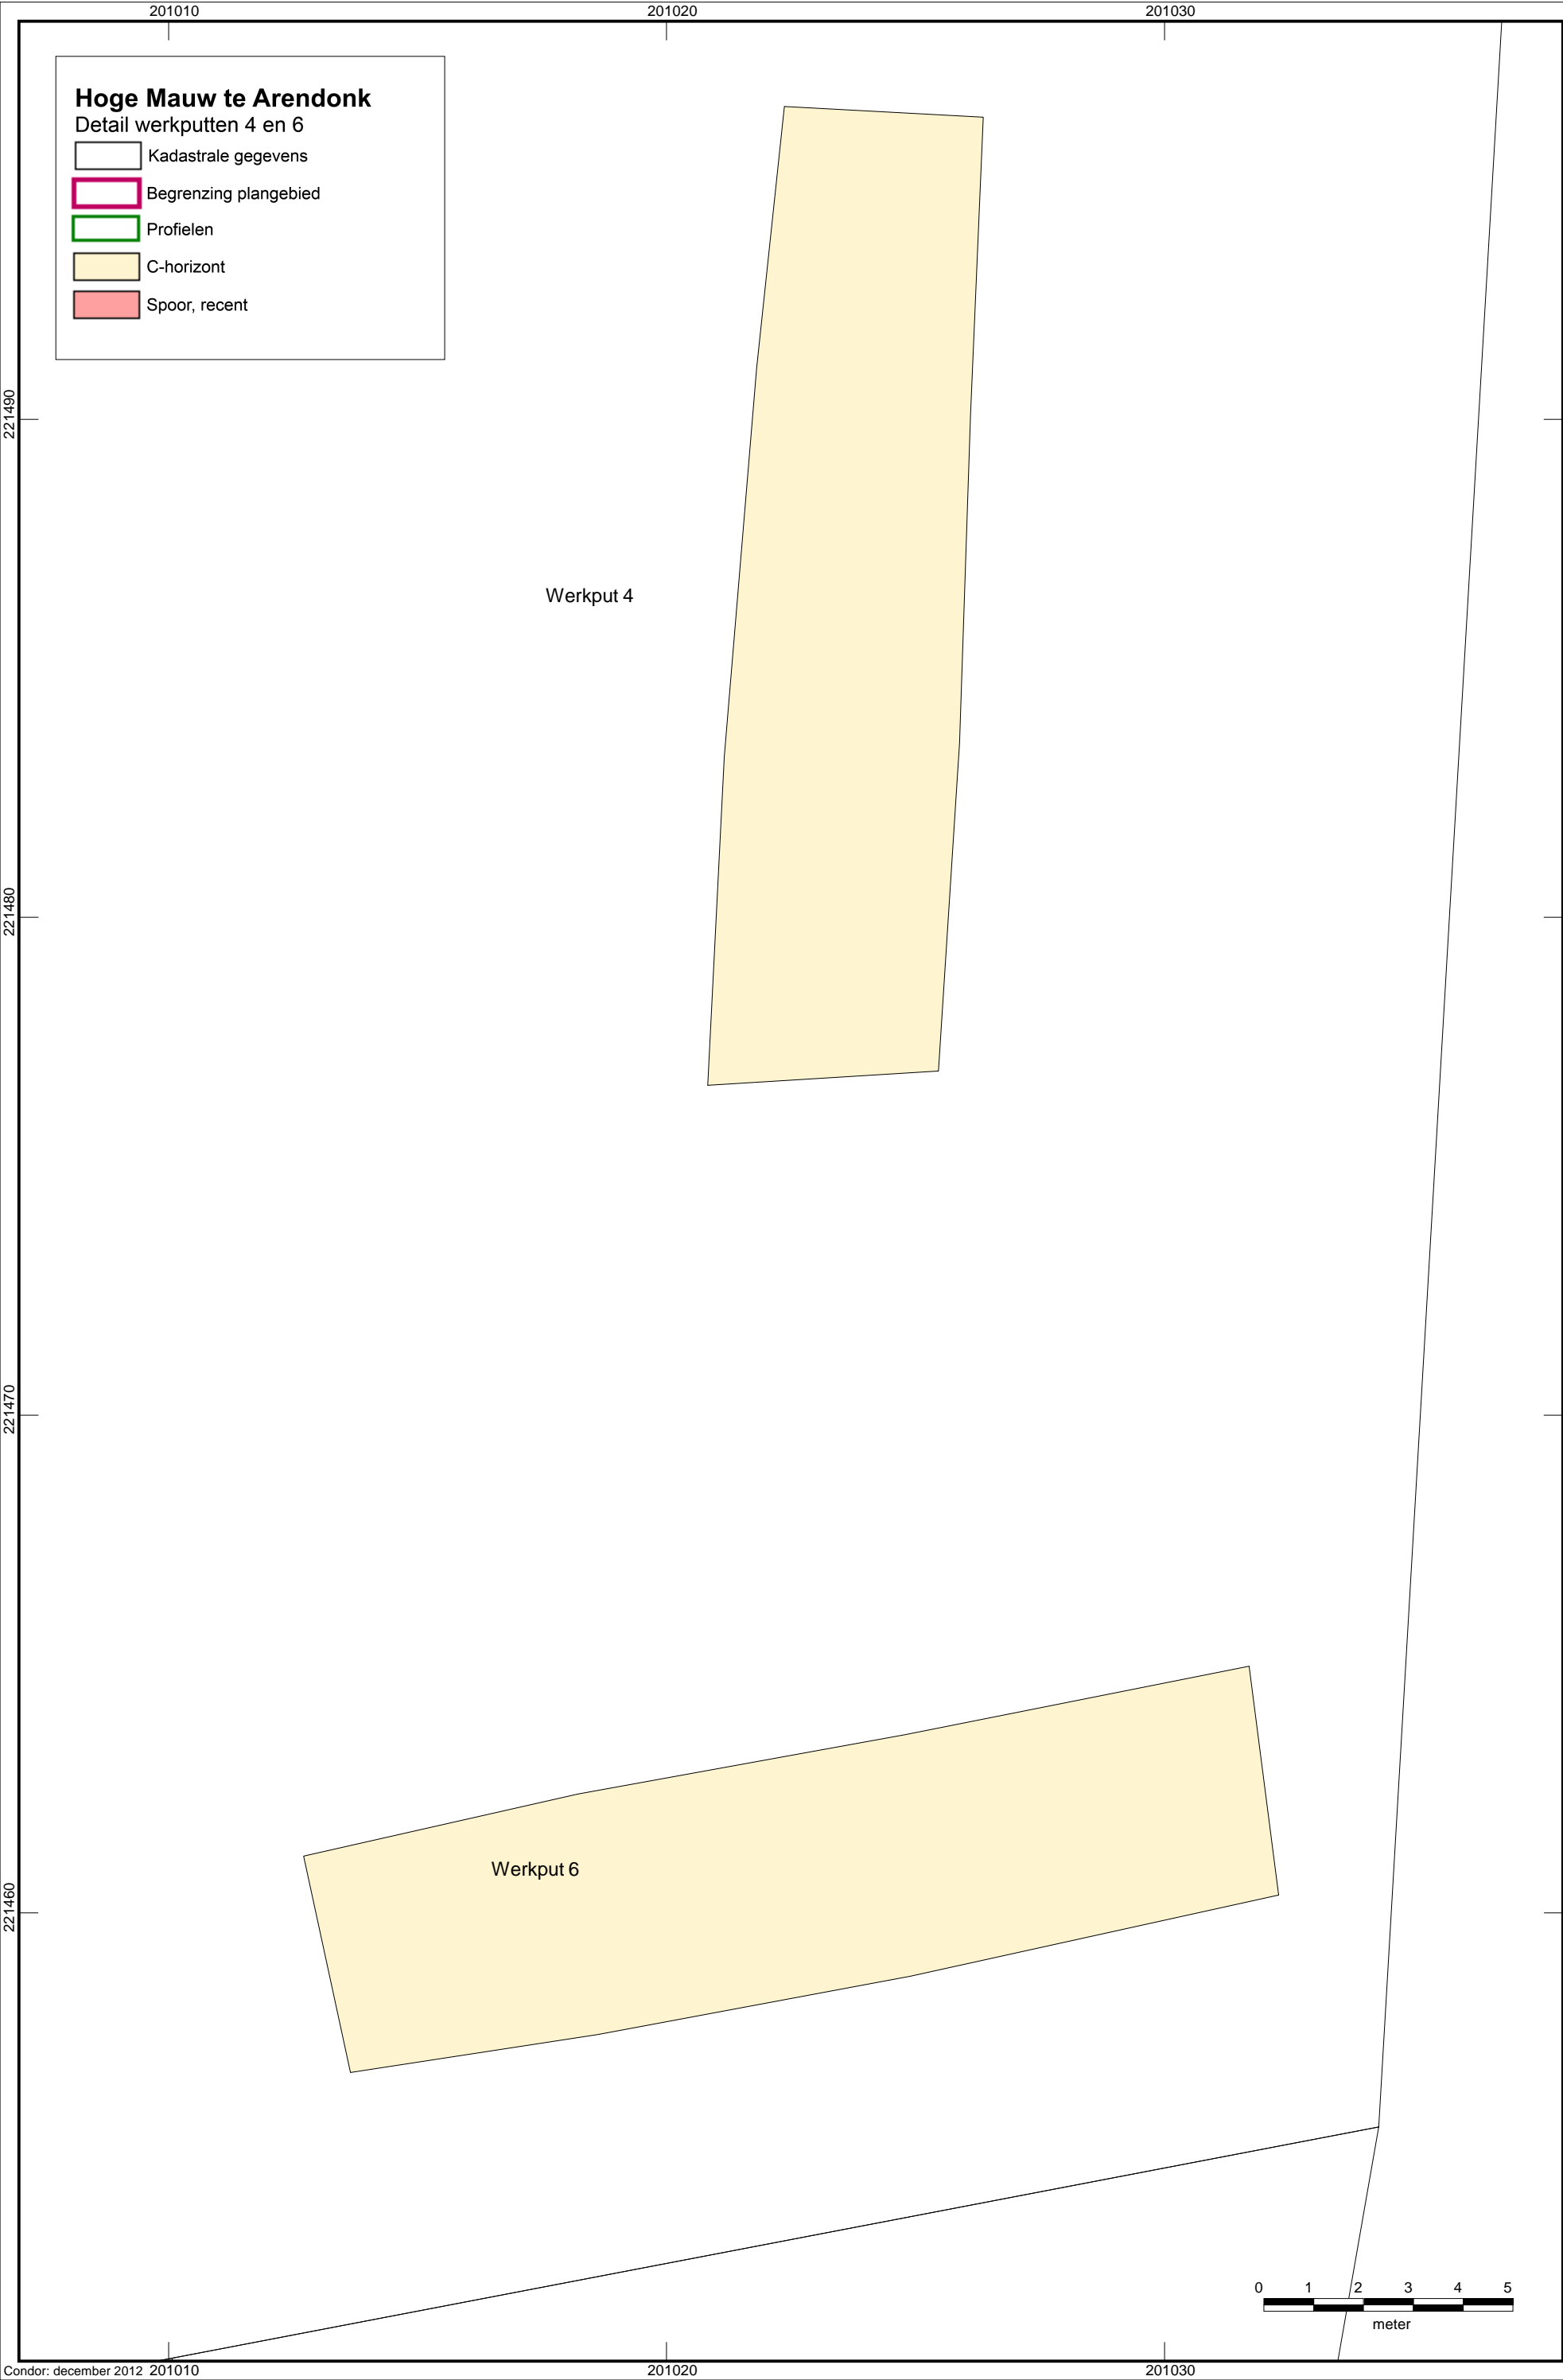 201010 201020 201030
Hoge Mauw te Arendonk
Detail werkputten 4 en 6
Kadastrale gegevens
Begrenzing plangebied
Profielen
C-horizont
Spoor, recent
221490
Werkput 4
221480
221470
Werkput 6
221460
0 1 2 3 4 5
meter
Condor: december 2012 201010 201020 201030